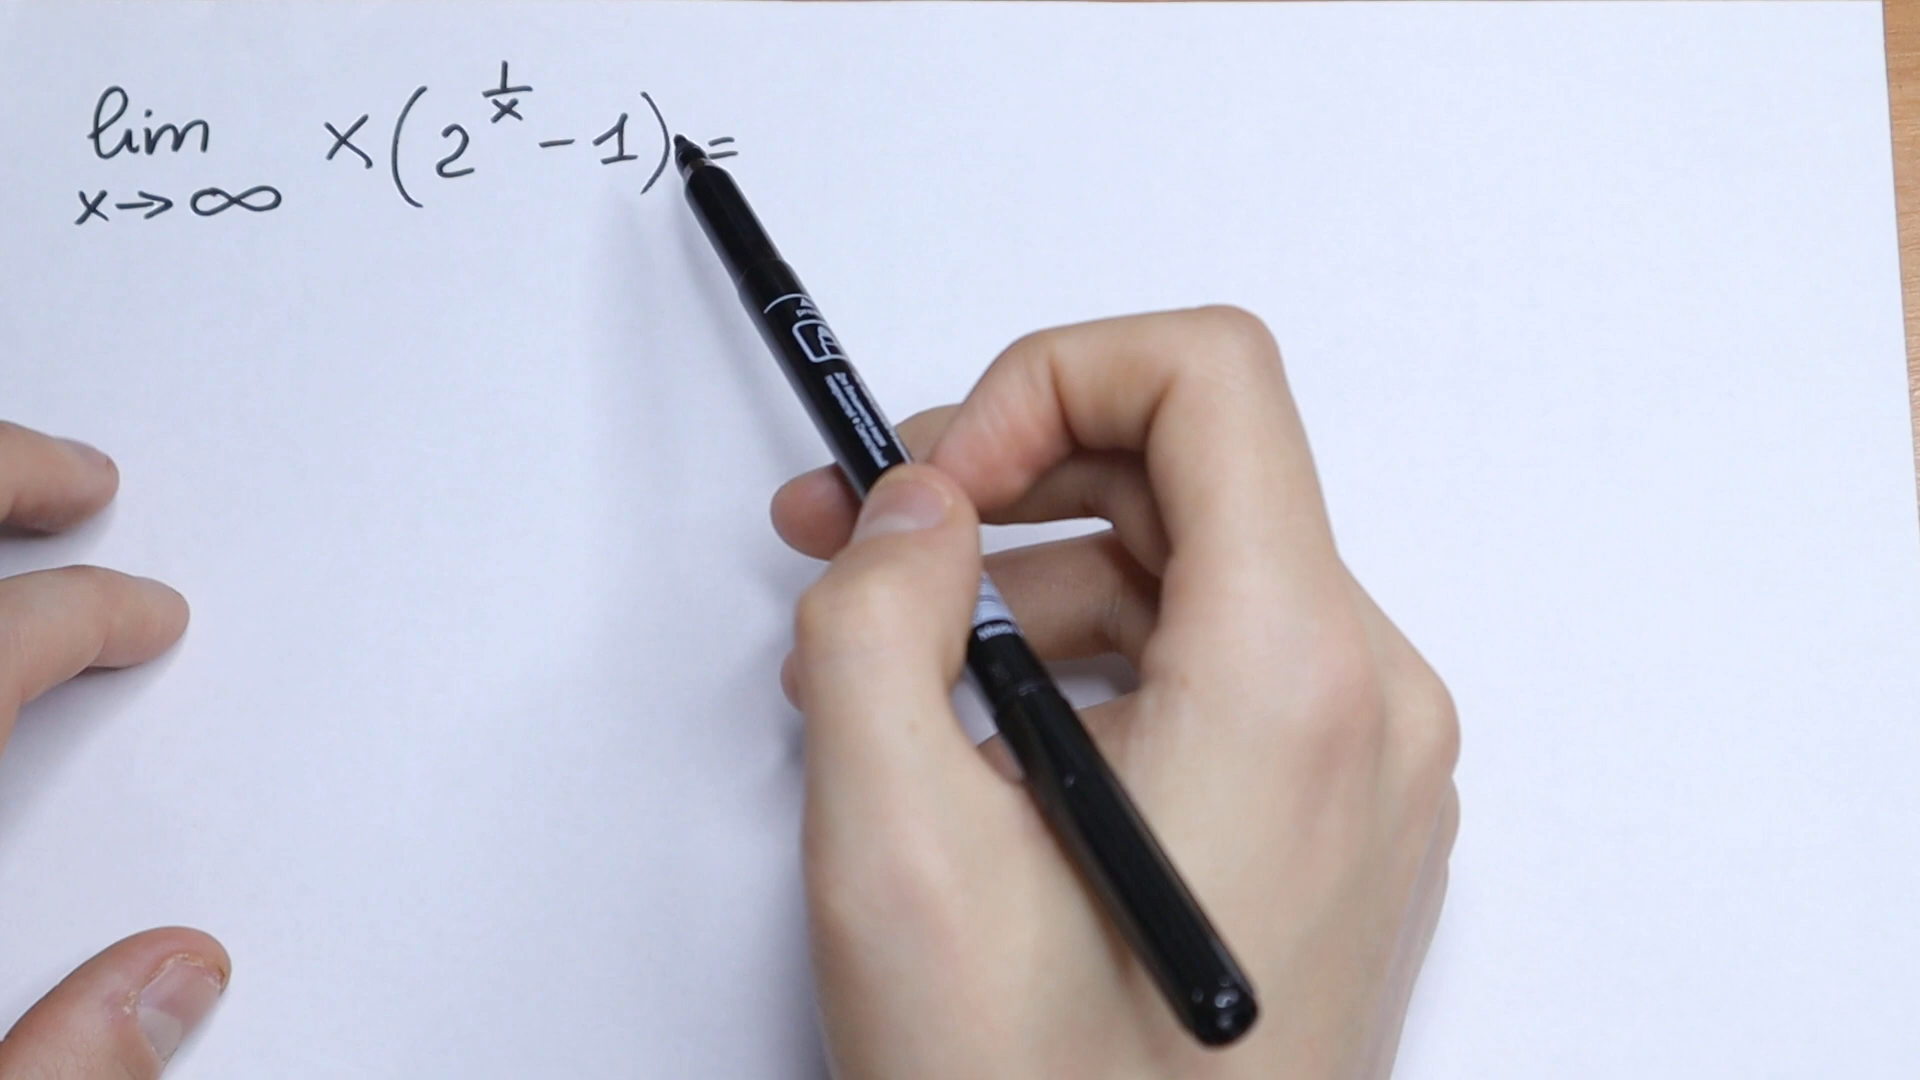 lim x(2^(1/x) - 1) =
x→∞